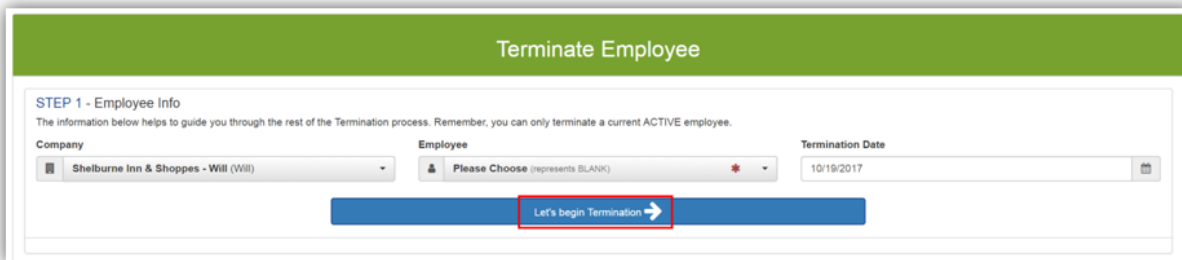 Terminate Employee
STEP 1 - Employee Info
The information below helps to guide you through the rest of the Termination process. Remember, you can only terminate a current ACTIVE employee.
Company Employee Termination Date
Shelburne Inn & Shoppes - Will (Will) Please Choose (represents BLANK) * 10/19/2017
Let's begin Termination